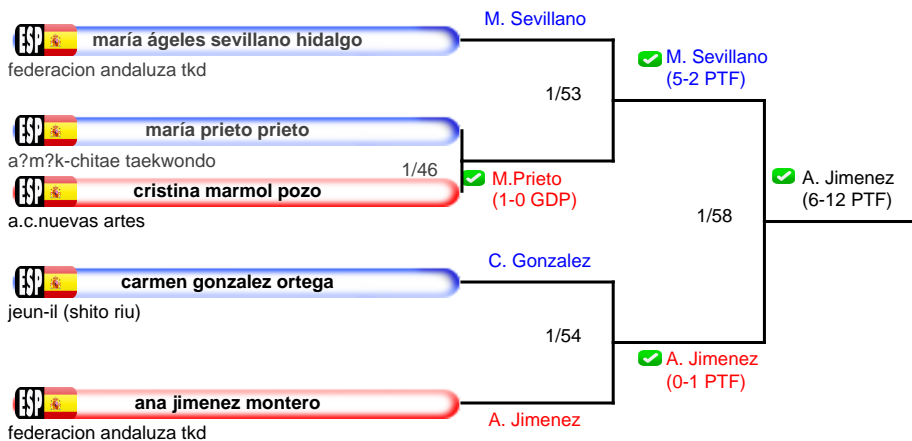 M. Sevillano
ESP maría ágeles sevillano hidalgo
federacion andaluza tkd
M. Sevillano
(5-2 PTF)
1/53
ESP maría prieto prieto
a?m?k-chitae taekwondo
1/46
M.Prieto
(1-0 GDP)
ESP cristina marmol pozo
a.c.nuevas artes
A. Jimenez
(6-12 PTF)
1/58
C. Gonzalez
ESP carmen gonzalez ortega
jeun-il (shito riu)
1/54
A. Jimenez
(0-1 PTF)
ESP ana jimenez montero
A. Jimenez
federacion andaluza tkd